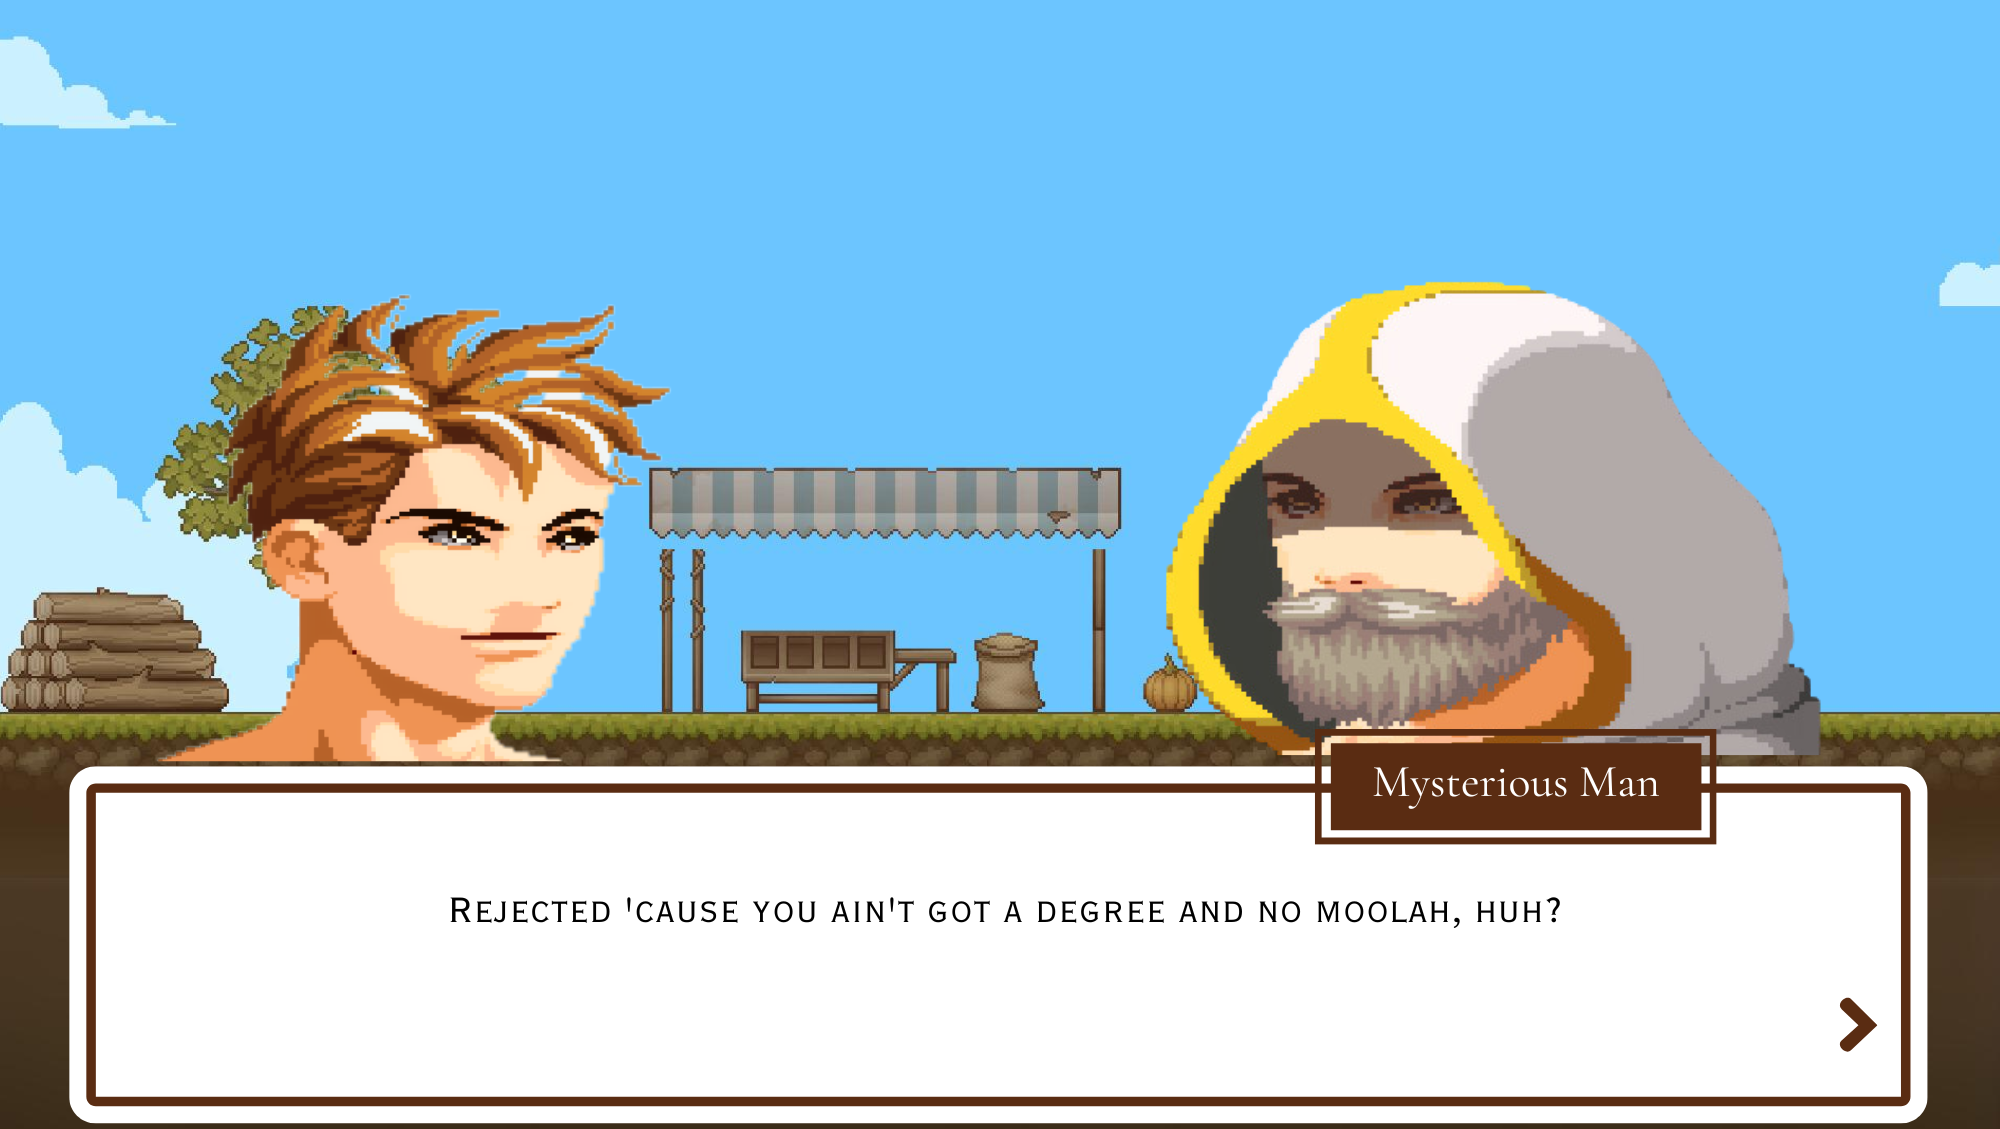 Mysterious Man
Rejected 'cause you ain't got a degree and no moolah, huh?